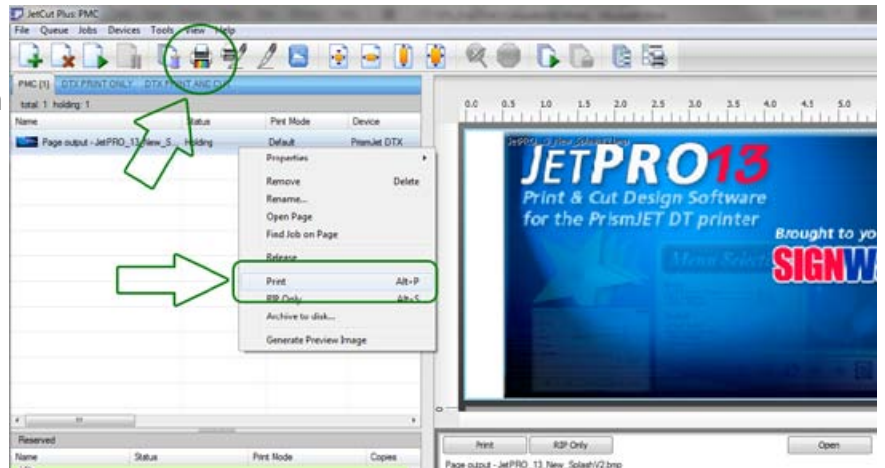 JetCut Plus: PMC
File Queue Jobs Devices Tools View Help
PMC [1] DTX PRINT ONLY DTX PRINT AND CUT
total: 1 holding: 1
Name Status Print Mode Device
Page output - JetPRO_13_New_S... Holding Default PrismJet DTX
Properties
Remove Delete
Rename...
Open Page
Find Job on Page
Release
Print Alt+P
RIP Only Alt+S
Archive to disk...
Generate Preview Image
Reserved
Name Status Print Mode Copies
0.0 0.5 1.0 1.5 2.0 2.5 3.0 3.5 4.0 4.5 5.0
JetPRO_13_New_SplashV2.bmp
JETPRO13
Print & Cut Design Software
for the PrismJET DT printer
Brought to yo
Menu Select
SIGNW
Print RIP Only Open
Page output - JetPRO_13_New_SplashV2.bmp